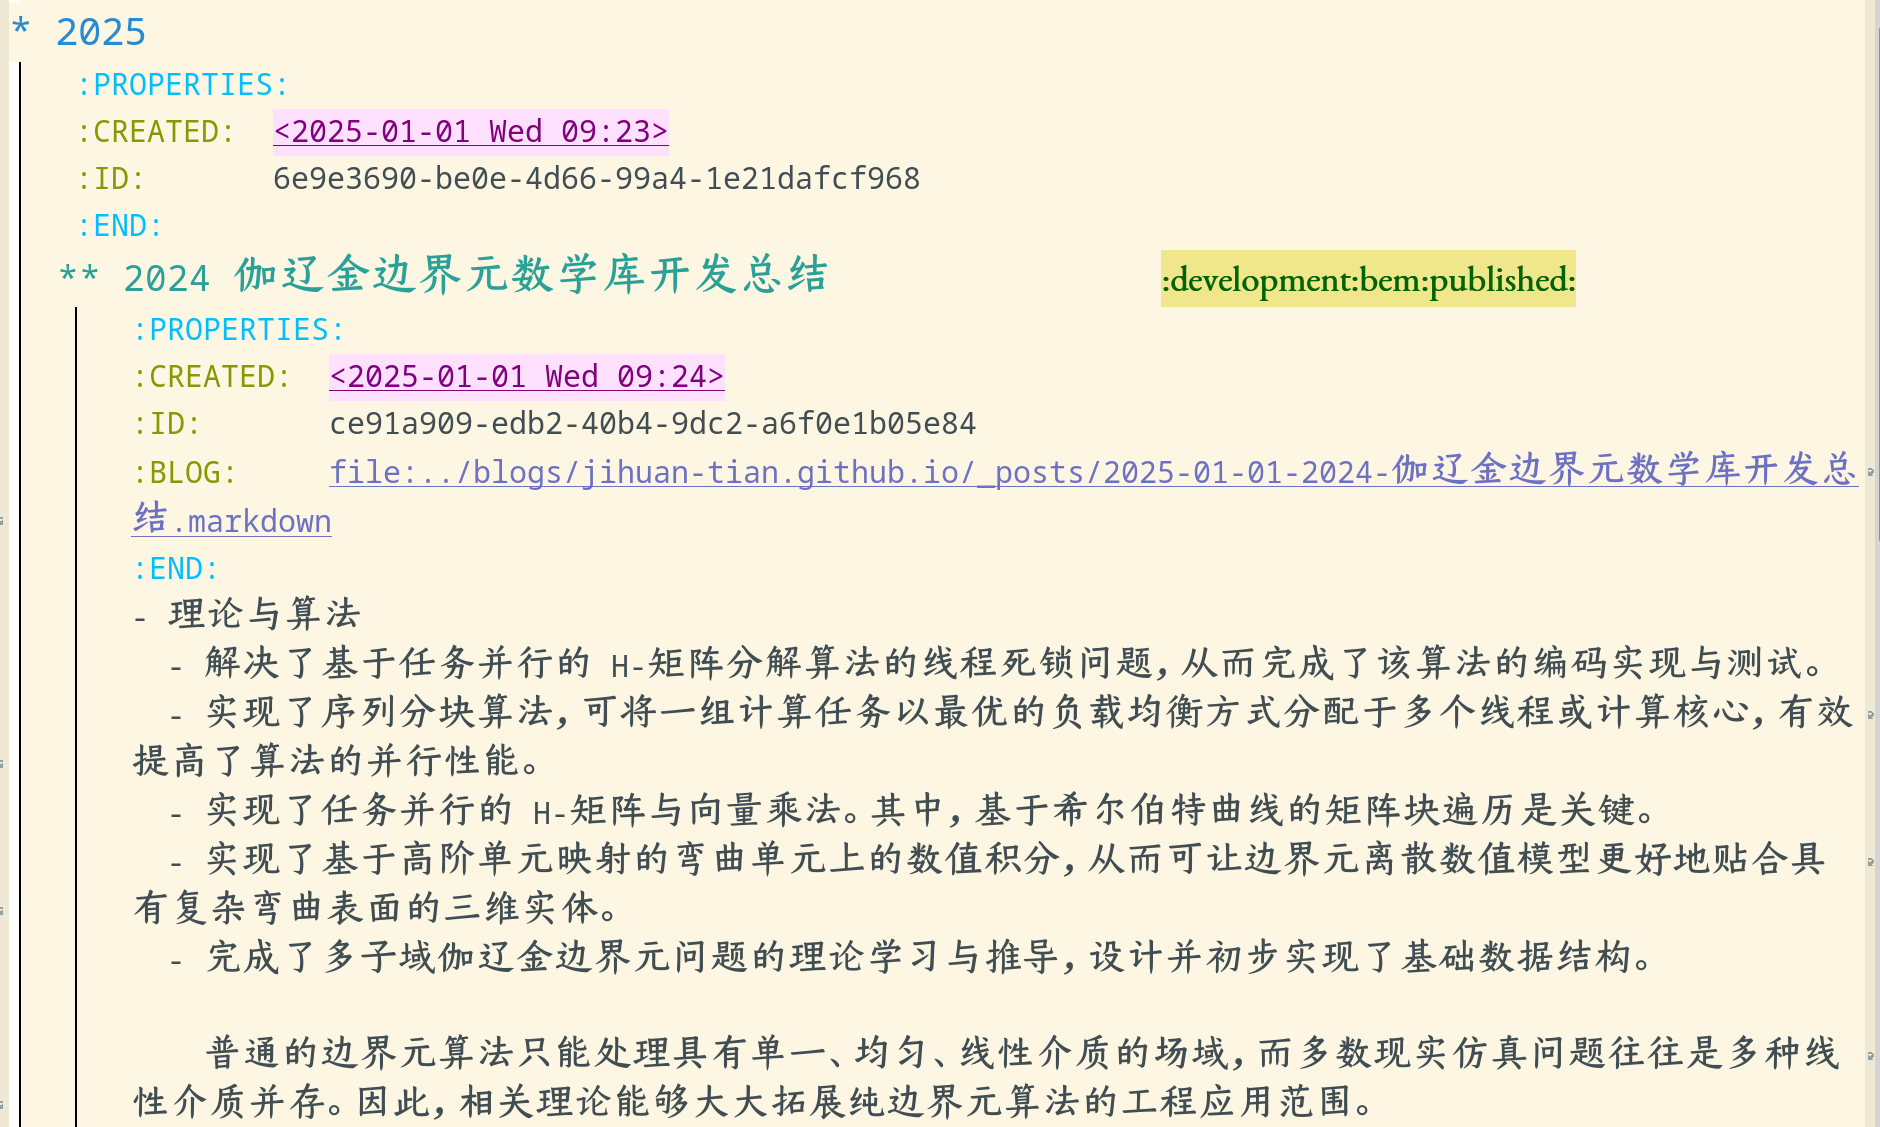 * 2025
:PROPERTIES:
:CREATED: <2025-01-01 Wed 09:23>
:ID: 6e9e3690-be0e-4d66-99a4-1e21dafcf968
:END:
** 2024 伽辽金边界元数学库开发总结 :development:bem:published:
:PROPERTIES:
:CREATED: <2025-01-01 Wed 09:24>
:ID: ce91a909-edb2-40b4-9dc2-a6f0e1b05e84
:BLOG: file:../blogs/jihuan-tian.github.io/_posts/2025-01-01-2024-伽辽金边界元数学库开发总
结.markdown
:END:
- 理论与算法
- 解决了基于任务并行的 H-矩阵分解算法的线程死锁问题，从而完成了该算法的编码实现与测试。
- 实现了序列分块算法，可将一组计算任务以最优的负载均衡方式分配于多个线程或计算核心，有效
提高了算法的并行性能。
- 实现了任务并行的 H-矩阵与向量乘法。其中，基于希尔伯特曲线的矩阵块遍历是关键。
- 实现了基于高阶单元映射的弯曲单元上的数值积分，从而可让边界元离散数值模型更好地贴合具
有复杂弯曲表面的三维实体。
- 完成了多子域伽辽金边界元问题的理论学习与推导，设计并初步实现了基础数据结构。
普通的边界元算法只能处理具有单一、均匀、线性介质的场域，而多数现实仿真问题往往是多种线
性介质并存。因此，相关理论能够大大拓展纯边界元算法的工程应用范围。